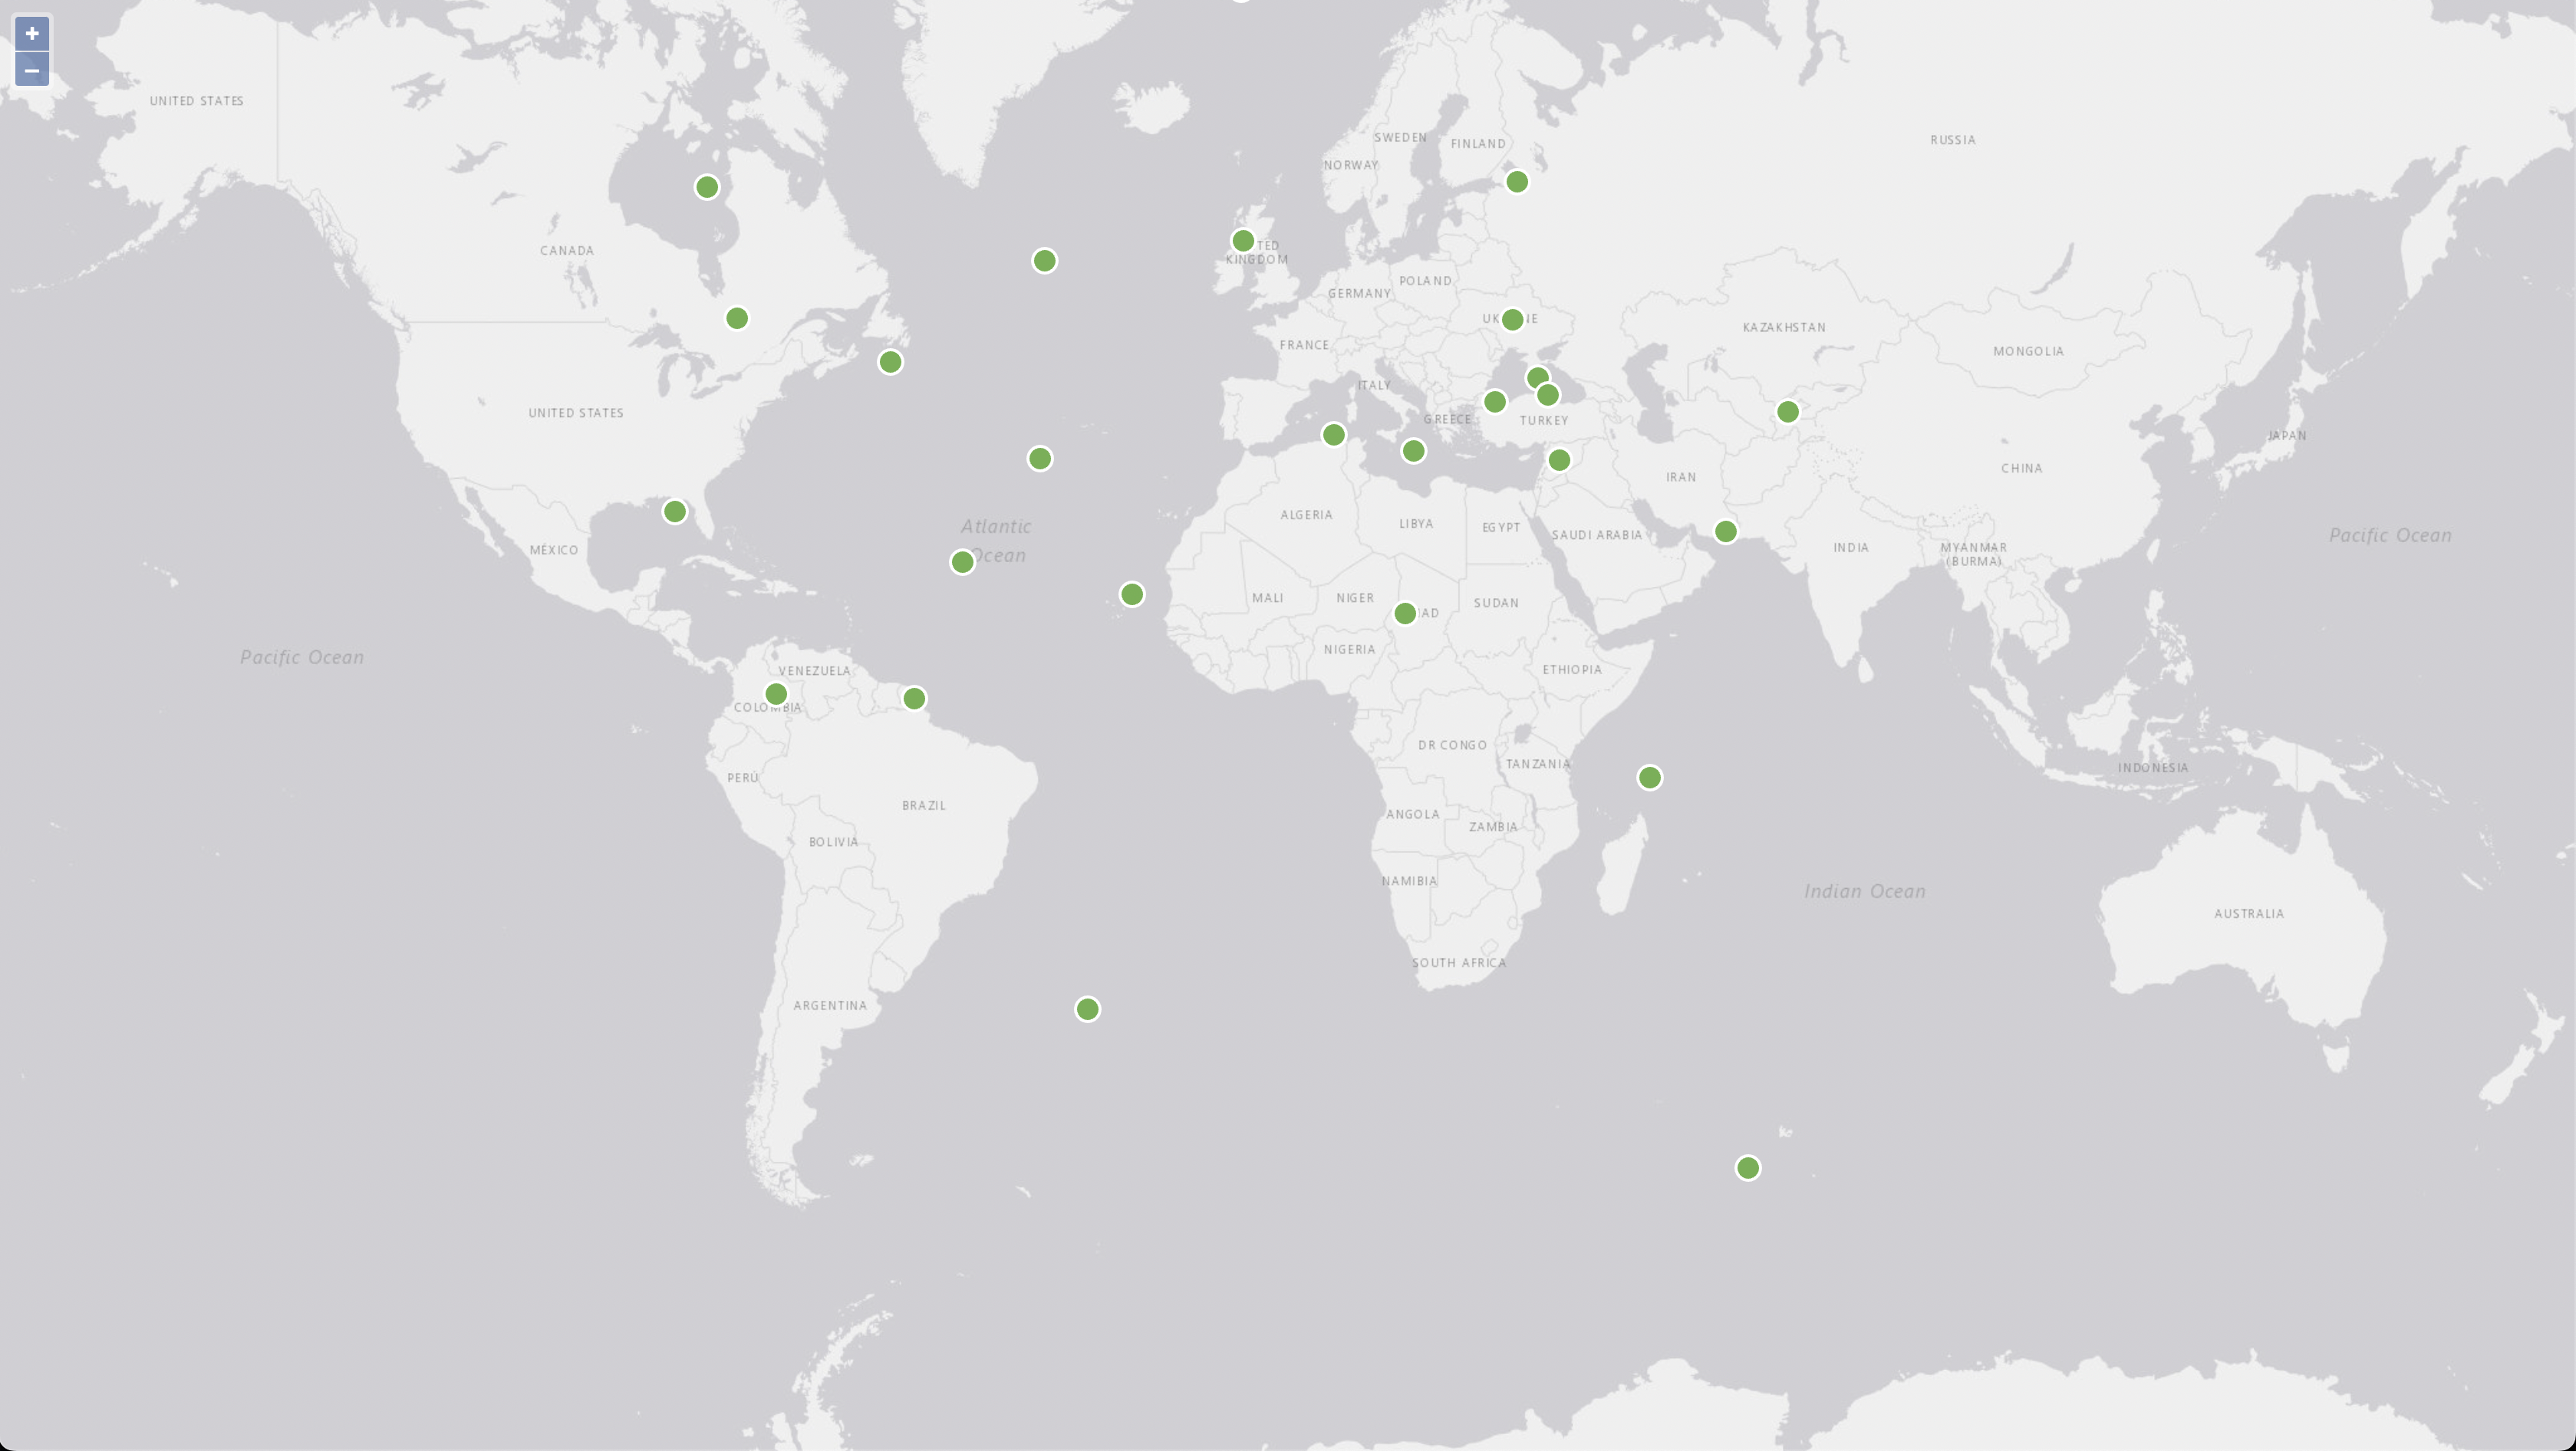 +
−
UNITED STATES
RUSSIA
SWEDEN
FINLAND
NORWAY
CANADA
TED
KINGDOM
POLAND
GERMANY
UK NE
KAZAKHSTAN
FRANCE
MONGOLIA
ITALY
UNITED STATES
GREECE
TURKEY
JAPAN
CHINA
IRAN
ALGERIA
LIBYA
EGYPT
SAUDI ARABIA
Atlantic
Ocean
Pacific Ocean
MÉXICO
INDIA
MYANMAR
(BURMA)
MALI
NIGER
AD
SUDAN
Pacific Ocean
NIGERIA
ETHIOPIA
VENEZUELA
COLOMBIA
DR CONGO
TANZANIA
INDONESIA
PERÚ
BRAZIL
ANGOLA
ZAMBIA
BOLIVIA
NAMIBIA
Indian Ocean
AUSTRALIA
SOUTH AFRICA
ARGENTINA